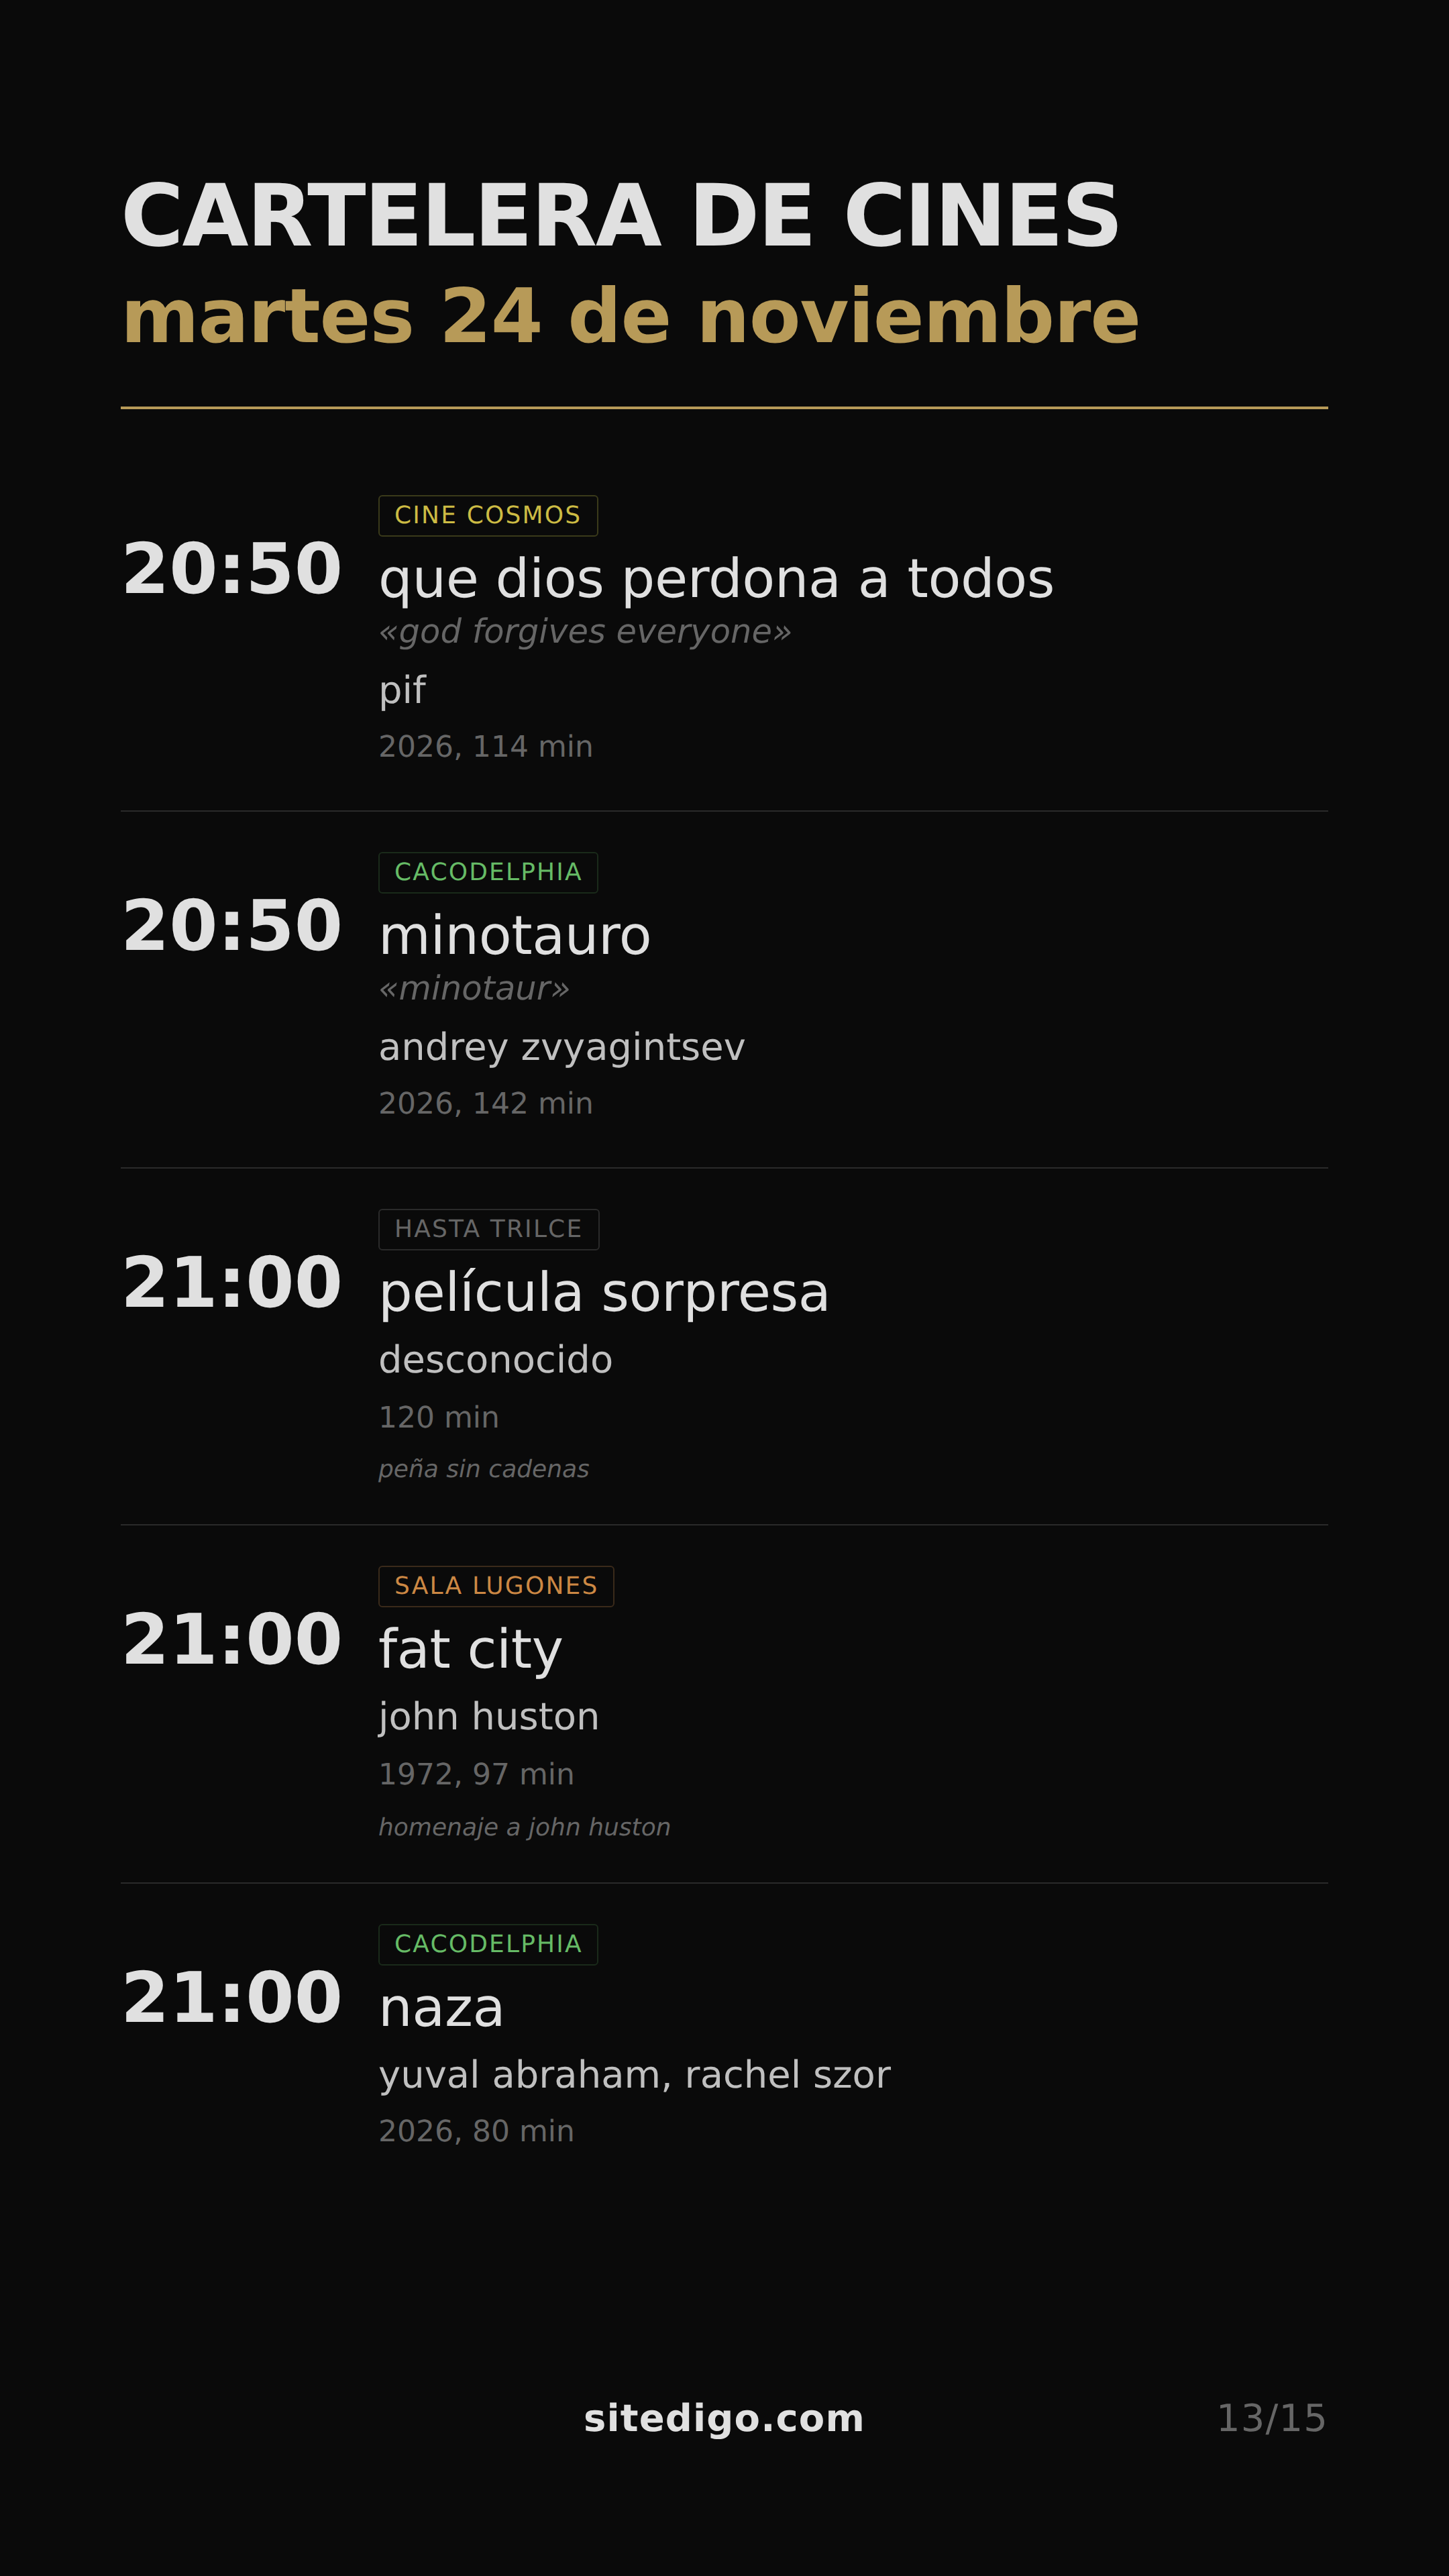 CARTELERA DE CINES
martes 24 de noviembre
CINE COSMOS
20:50
que dios perdona a todos
«god forgives everyone»
pif
2026, 114 min
CACODELPHIA
20:50
minotauro
«minotaur»
andrey zvyagintsev
2026, 142 min
HASTA TRILCE
21:00
película sorpresa
desconocido
120 min
peña sin cadenas
SALA LUGONES
21:00
fat city
john huston
1972, 97 min
homenaje a john huston
CACODELPHIA
21:00
naza
yuval abraham, rachel szor
2026, 80 min
sitedigo.com
13/15